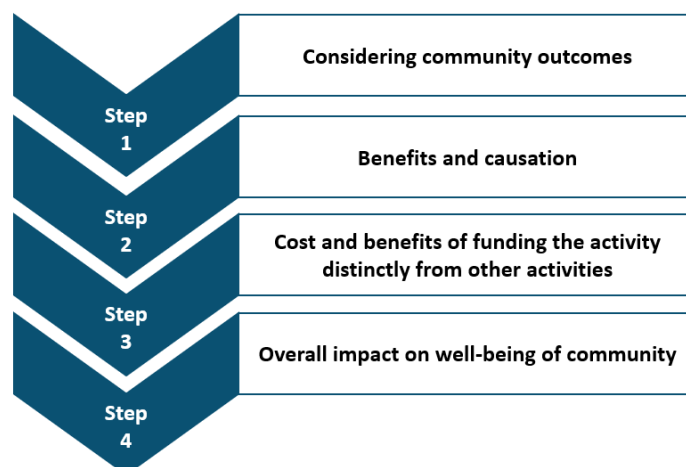 Step
1
Considering community outcomes
Step
2
Benefits and causation
Step
3
Cost and benefits of funding the activity
distinctly from other activities
Step
4
Overall impact on well-being of community